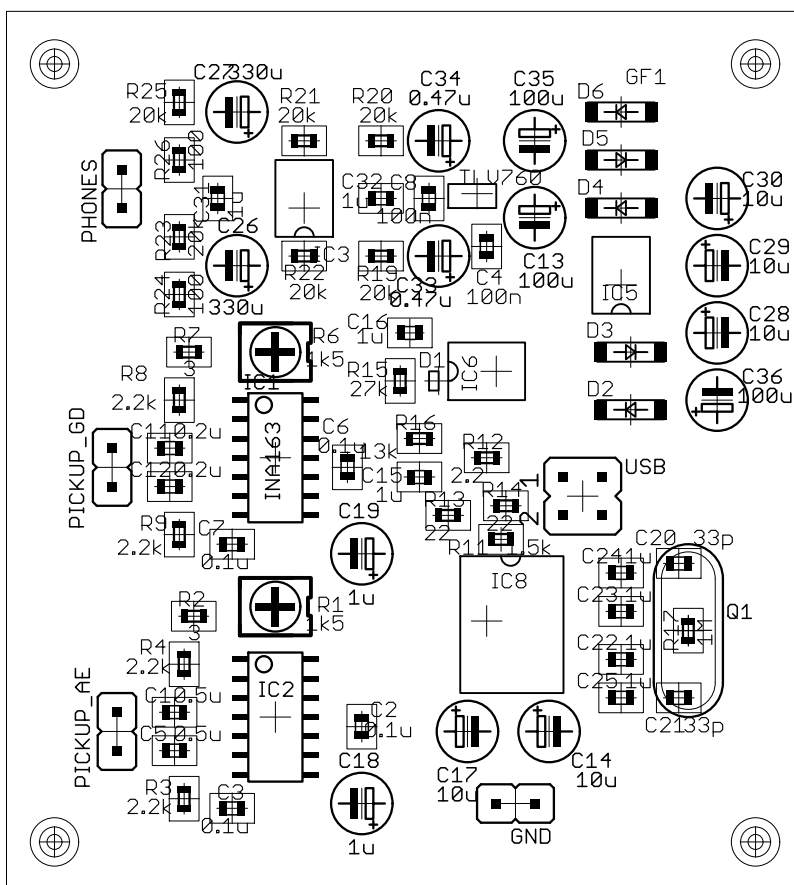 C27 330u
R25
20k
R26
100
R21
20k
R20
20k
C34
0.47u
C35
100u
D6
GF1
D5
D4
PHONES
C31
1u
C32
1u
C8
100n
TLV760
C30
10u
R23
20k
C26
330u
IC3
R22
20k
R19
20k
C33
0.47u
C4
100n
C13
100u
IC5
C29
10u
R24
100
C28
10u
R7
3
R6
1k5
C16
1u
D3
R8
2.2k
IC1
R15
27k
D1
IC6
D2
C36
100u
PICKUP_GD
C11 0.2u
C12 0.2u
INA163
C6
0.1u
R16
13k
C15
1u
R12
2.2
R13
22
R14
22
USB
1
2
R9
2.2k
C7
0.1u
C19
1u
R11 1.5k
IC8
C20 33p
C24 1u
C23 1u
C22 1u
C25 1u
R17
1M
Q1
C21 33p
R2
3
R1
1k5
R4
2.2k
PICKUP_AE
C1 0.5u
C5 0.5u
IC2
C2
0.1u
R3
2.2k
C3
0.1u
C18
1u
C17
10u
C14
10u
GND